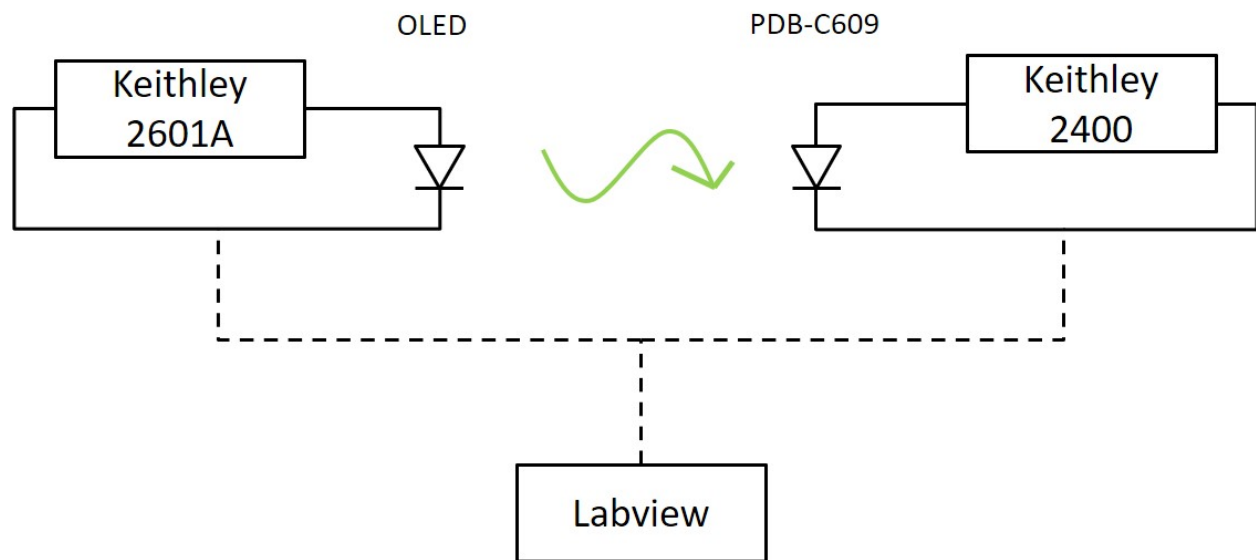 OLED
PDB-C609
Keithley
2601A
Keithley
2400
Labview